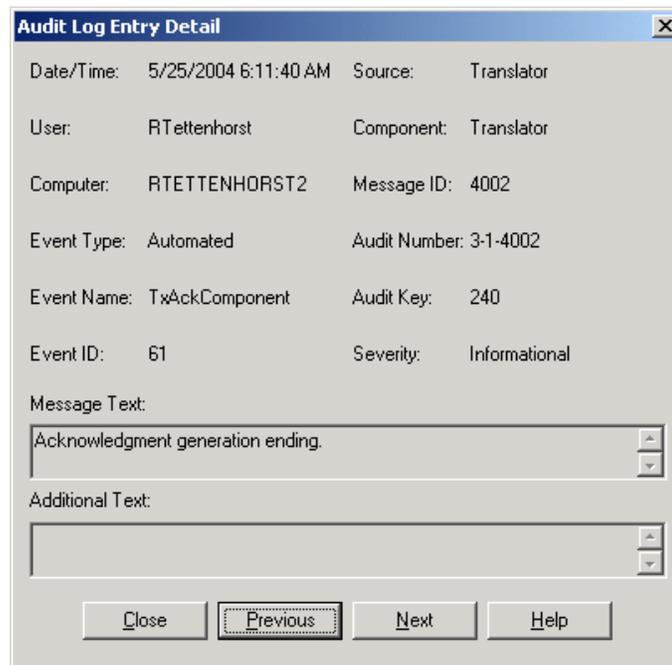 Audit Log Entry Detail
Date/Time: 5/25/2004 6:11:40 AM Source: Translator
User: RTettenhorst Component: Translator
Computer: RTETTENHORST2 Message ID: 4002
Event Type: Automated Audit Number: 3-1-4002
Event Name: TxAckComponent Audit Key: 240
Event ID: 61 Severity: Informational
Message Text:
Acknowledgment generation ending.
Additional Text:
Close Previous Next Help